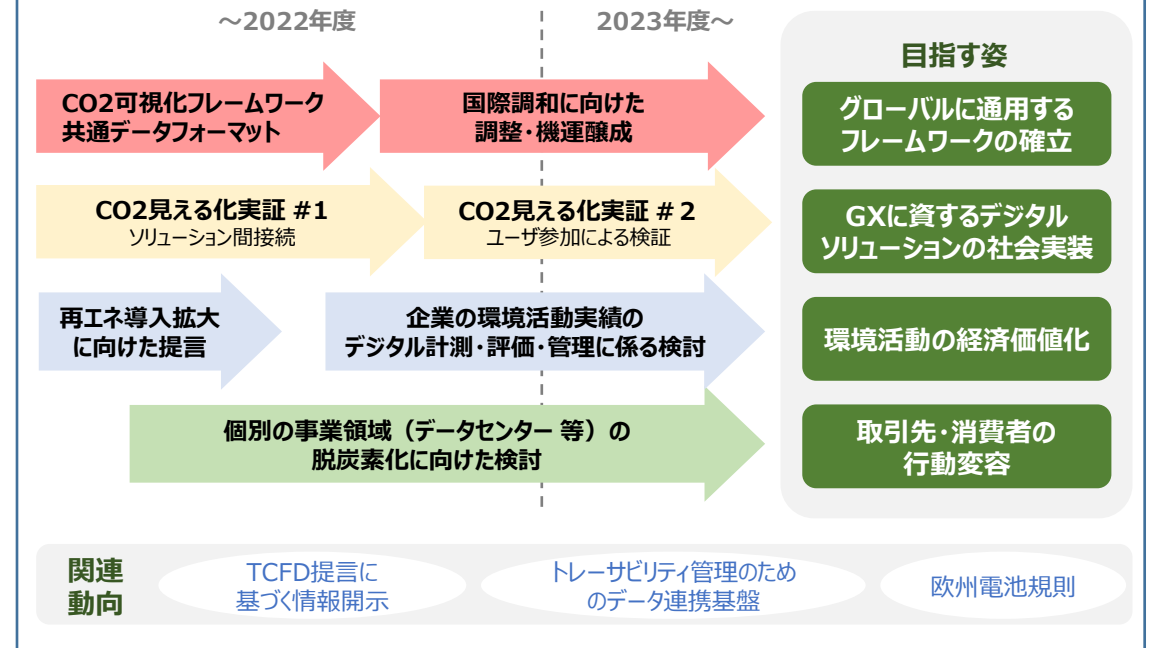 ～2022年度
2023年度～
目指す姿
CO2可視化フレームワーク
共通データフォーマット
国際調和に向けた
調整・機運醸成
グローバルに通用する
フレームワークの確立
CO2見える化実証 #1
ソリューション間接続
CO2見える化実証 #２
ユーザ参加による検証
GXに資するデジタル
ソリューションの社会実装
再エネ導入拡大
に向けた提言
企業の環境活動実績の
デジタル計測・評価・管理に係る検討
環境活動の経済価値化
個別の事業領域（データセンター 等）の
脱炭素化に向けた検討
取引先・消費者の
行動変容
関連
動向
TCFD提言に
基づく情報開示
トレーサビリティ管理のため
のデータ連携基盤
欧州電池規則